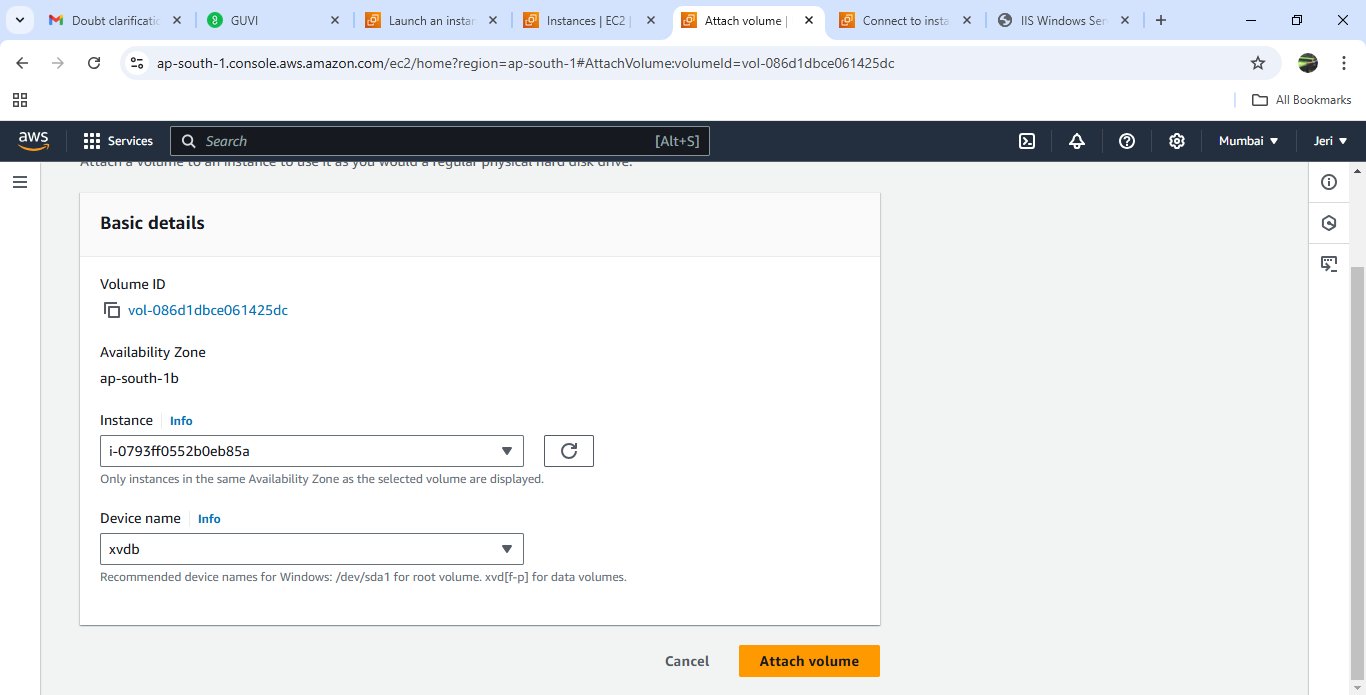 Doubt clarificatio
GUVI
Launch an instan
Instances | EC2 |
Attach volume |
Connect to insta
IIS Windows Ser
ap-south-1.console.aws.amazon.com/ec2/home?region=ap-south-1#AttachVolume:volumeId=vol-086d1dbce061425dc
All Bookmarks
aws
Services
Search
[Alt+S]
Mumbai
Jeri
Attach a volume to an instance to use it as you would a regular physical hard disk drive.
Basic details
Volume ID
vol-086d1dbce061425dc
Availability Zone
ap-south-1b
Instance Info
i-0793ff0552b0eb85a
Only instances in the same Availability Zone as the selected volume are displayed.
Device name Info
xvdb
Recommended device names for Windows: /dev/sda1 for root volume. xvd[f-p] for data volumes.
Cancel
Attach volume